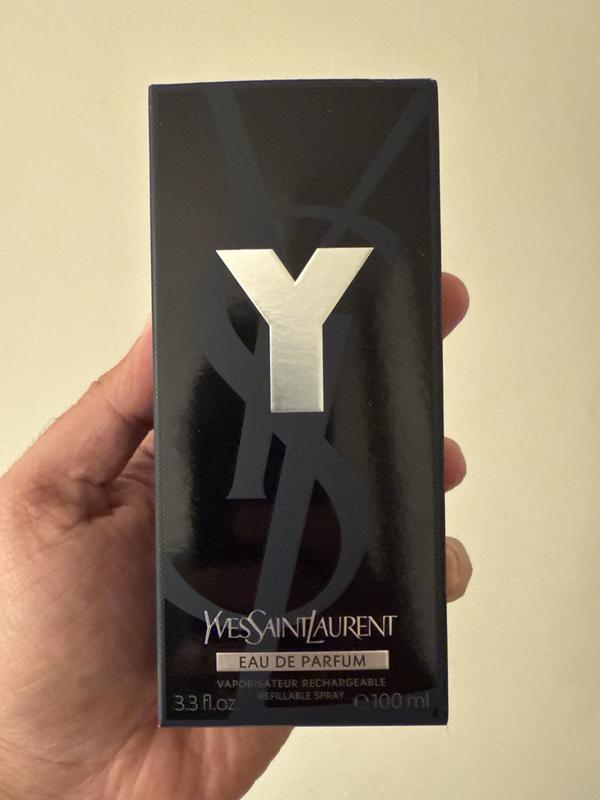 Y
YVESSAINTLAURENT
EAU DE PARFUM
VAPORISATEUR RECHARGEABLE
REFILLABLE SPRAY
3.3 fl.oz. ℮100 ml